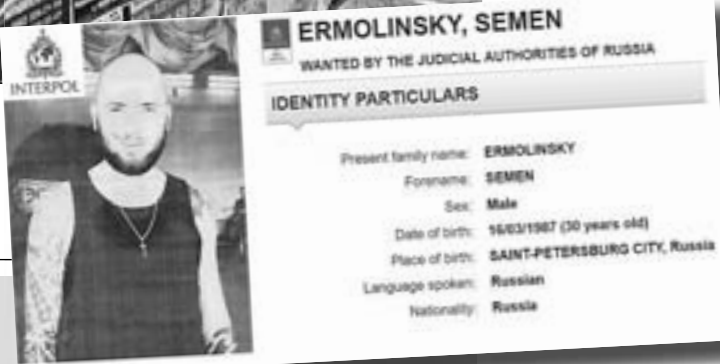 INTERPOL
ERMOLINSKY, SEMEN
WANTED BY THE JUDICIAL AUTHORITIES OF RUSSIA
IDENTITY PARTICULARS
Present family name: ERMOLINSKY
Forename: SEMEN
Sex: Male
Date of birth: 16/03/1987 (30 years old)
Place of birth: SAINT-PETERSBURG CITY, Russia
Language spoken: Russian
Nationality: Russia